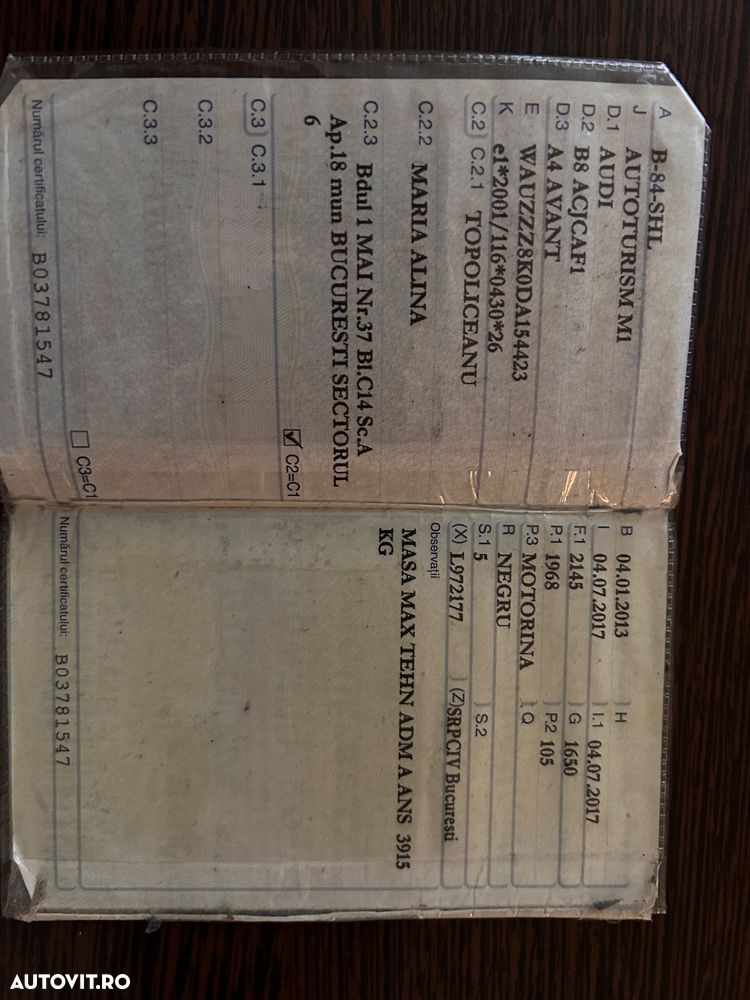 A B-84-SHL
J AUTOTURISM M1
D.1 AUDI
D.2 B8 ACJCAF1
D.3 A4 AVANT
E WAUZZZ8K0DA154423
K e1*2001/116*0430*26
C.2 C.2.1 TOPOLICEANU
C.2.2 MARIA ALINA
C.2.3 Bdul 1 MAI Nr.37 Bl.C14 Sc.A
Ap.18 mun BUCURESTI SECTORUL
6
C2=C1
C.3 C.3.1
C.3.2
C.3.3
C3=C1
Numărul certificatului: B03781547
B 04.01.2013 H
I 04.07.2017 I.1 04.07.2017
F.1 2145 G 1650
P.1 1968 P.2 105
P.3 MOTORINA Q
R NEGRU
S.1 5 S.2
(X) L972177 (Z) SRPCIV Bucuresti
Observații
MASA MAX TEHN ADM A ANS 3915
KG
Numărul certificatului: B03781547
AUTOVIT.RO